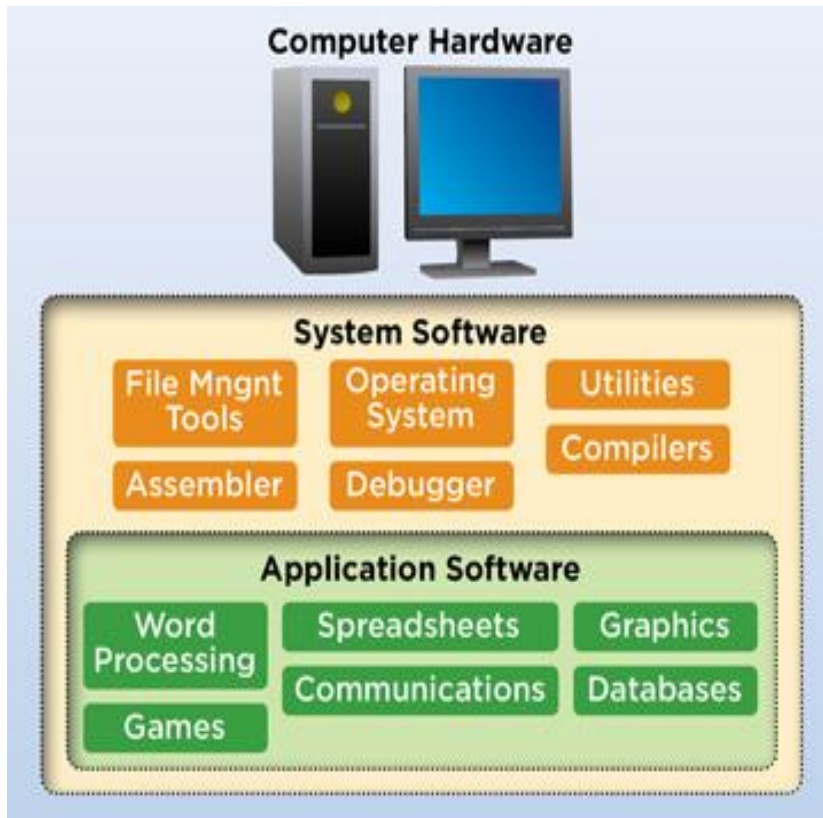 Computer Hardware
System Software
File Mngnt
Tools
Operating
System
Utilities
Compilers
Assembler
Debugger
Application Software
Word
Processing
Spreadsheets
Graphics
Communications
Databases
Games